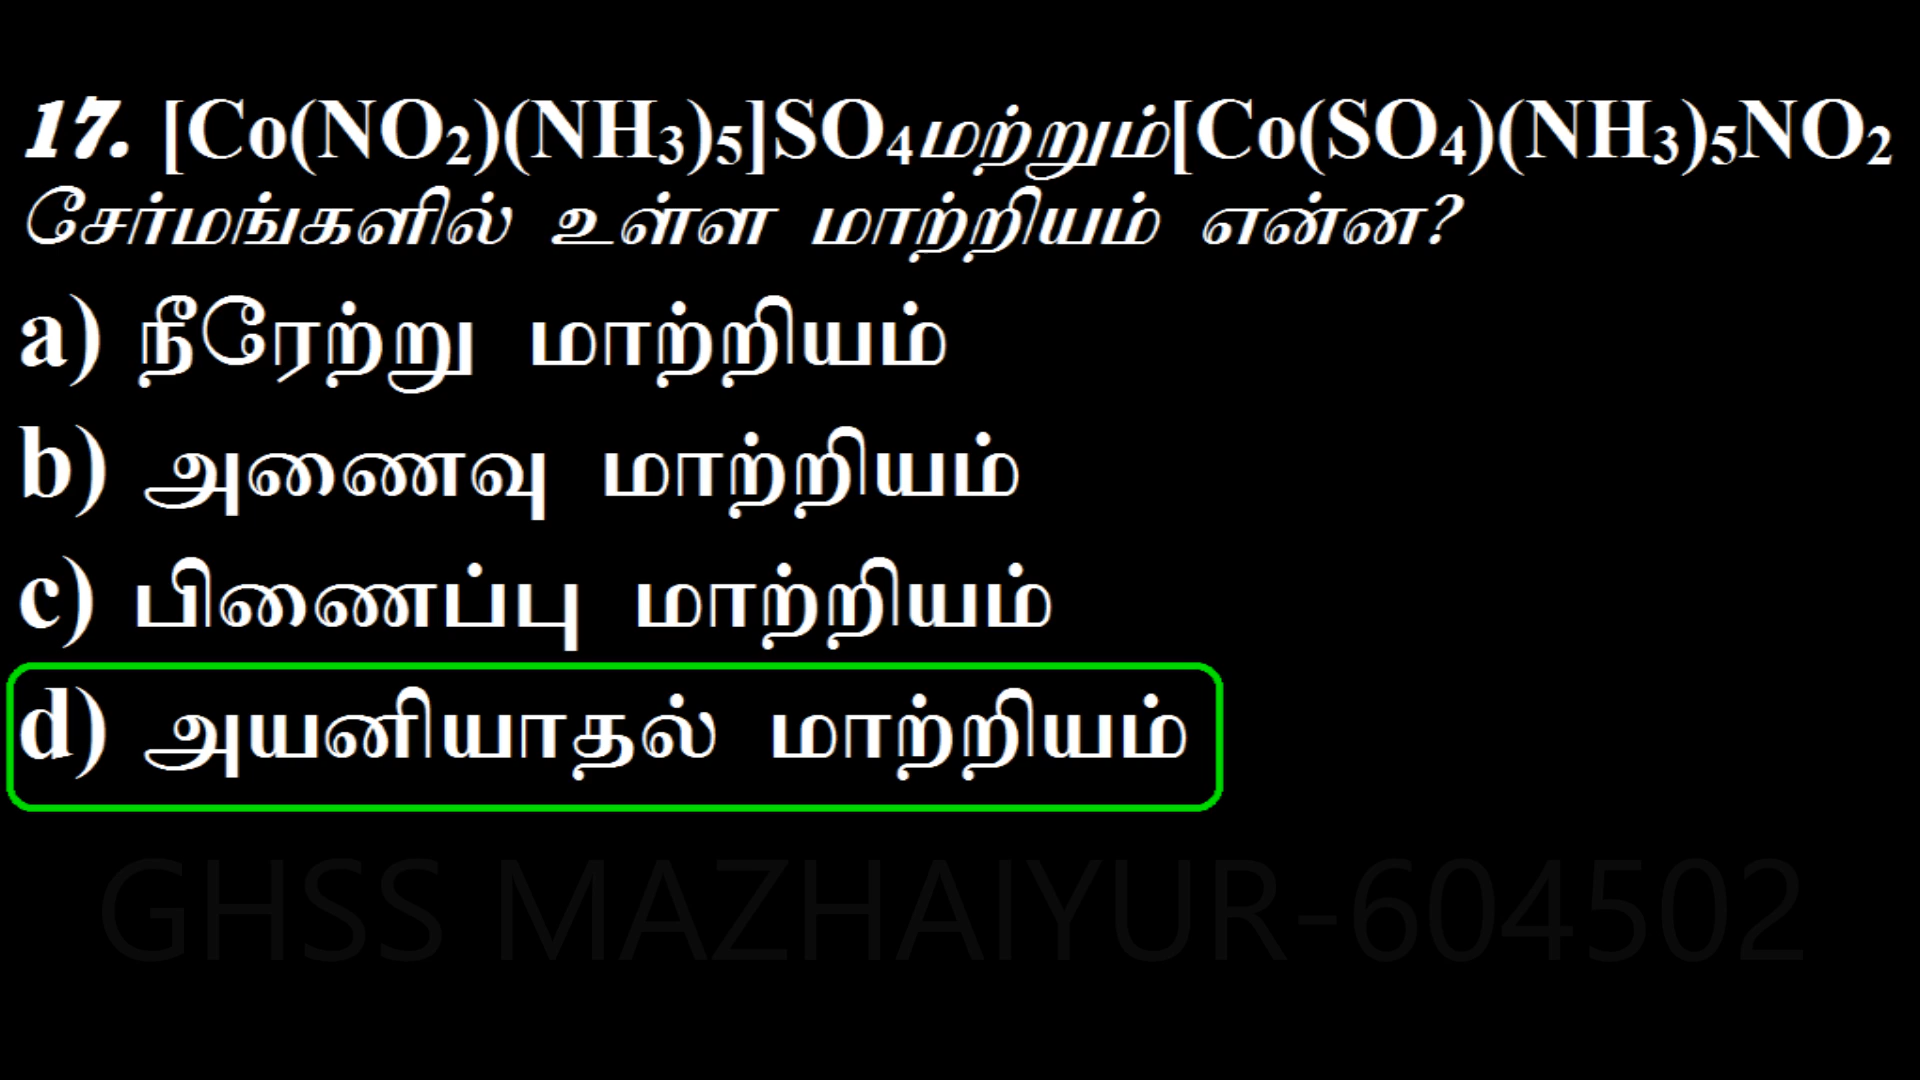 17. [Co(NO₂)(NH₃)₅]SO₄மற்றும்[Co(SO₄)(NH₃)₅NO₂
சேர்மங்களில் உள்ள மாற்றியம் என்ன?
a) நீரேற்று மாற்றியம்
b) அணைவு மாற்றியம்
c) பிணைப்பு மாற்றியம்
d) அயனியாதல் மாற்றியம்
GHSS MAZHAIYUR-604502